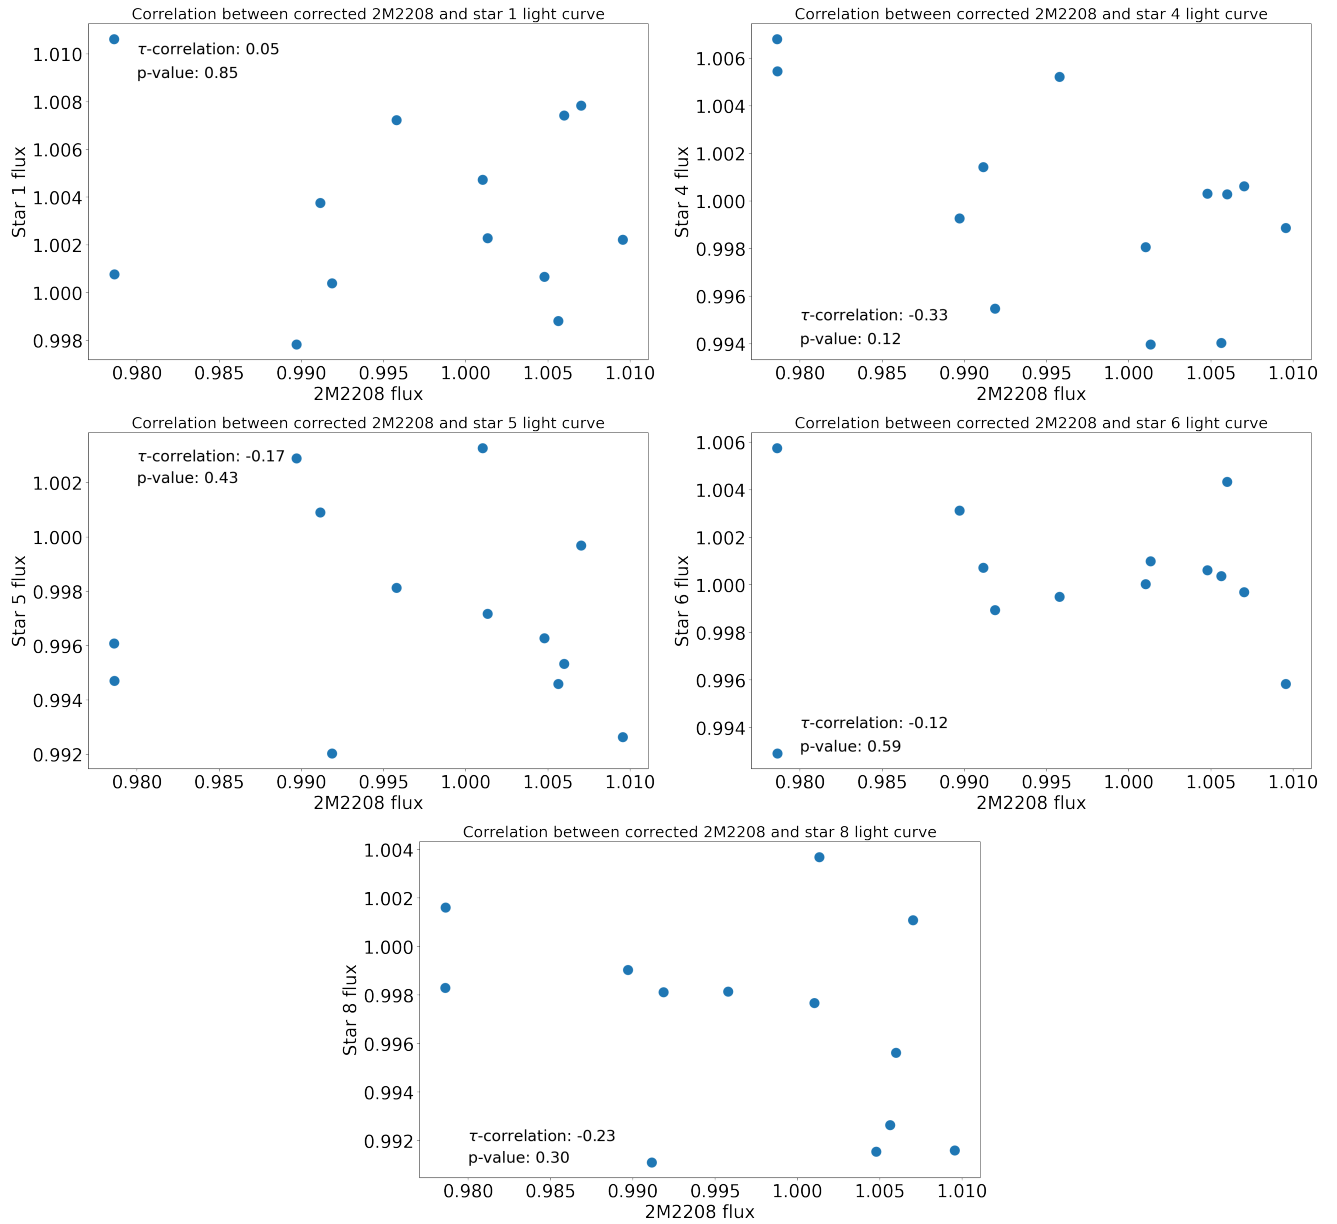 Correlation between corrected 2M2208 and star 1 light curve
τ-correlation: 0.05
p-value: 0.85
1.010
1.008
1.006
1.004
1.002
1.000
0.998
Star 1 flux
0.980 0.985 0.990 0.995 1.000 1.005 1.010
2M2208 flux
Correlation between corrected 2M2208 and star 4 light curve
1.006
1.004
1.002
1.000
0.998
0.996
0.994
Star 4 flux
τ-correlation: -0.33
p-value: 0.12
0.980 0.985 0.990 0.995 1.000 1.005 1.010
2M2208 flux
Correlation between corrected 2M2208 and star 5 light curve
τ-correlation: -0.17
p-value: 0.43
1.002
1.000
0.998
0.996
0.994
0.992
Star 5 flux
0.980 0.985 0.990 0.995 1.000 1.005 1.010
2M2208 flux
Correlation between corrected 2M2208 and star 6 light curve
1.006
1.004
1.002
1.000
0.998
0.996
0.994
Star 6 flux
τ-correlation: -0.12
p-value: 0.59
0.980 0.985 0.990 0.995 1.000 1.005 1.010
2M2208 flux
Correlation between corrected 2M2208 and star 8 light curve
1.004
1.002
1.000
0.998
0.996
0.994
0.992
Star 8 flux
τ-correlation: -0.23
p-value: 0.30
0.980 0.985 0.990 0.995 1.000 1.005 1.010
2M2208 flux